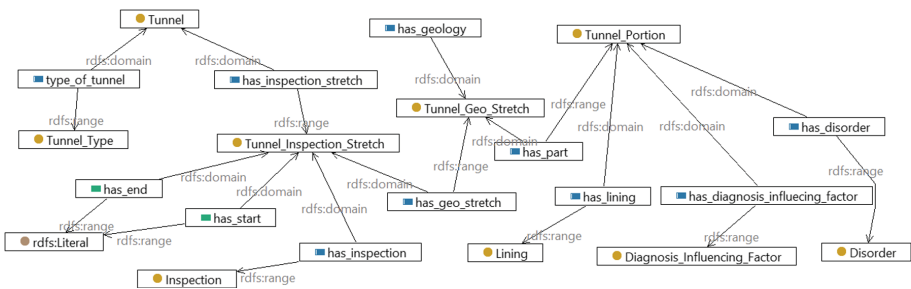 Tunnel
has_geology
Tunnel_Portion
rdfs:domain
rdfs:domain
type_of_tunnel
has_inspection_stretch
rdfs:domain
rdfs:domain
Tunnel_Geo_Stretch
rdfs:range
rdfs:range
rdfs:range
rdfs:domain
rdfs:domain
has_disorder
Tunnel_Type
Tunnel_Inspection_Stretch
rdfs:domain
has_part
rdfs:range
rdfs:range
rdfs:domain
rdfs:domain
has_end
rdfs:domain
has_lining
has_diagnosis_influecing_factor
has_geo_stretch
rdfs:domain
has_start
rdfs:range
rdfs:Literal
rdfs:range
rdfs:range
rdfs:range
has_inspection
Lining
Diagnosis_Influencing_Factor
Disorder
Inspection
rdfs:range